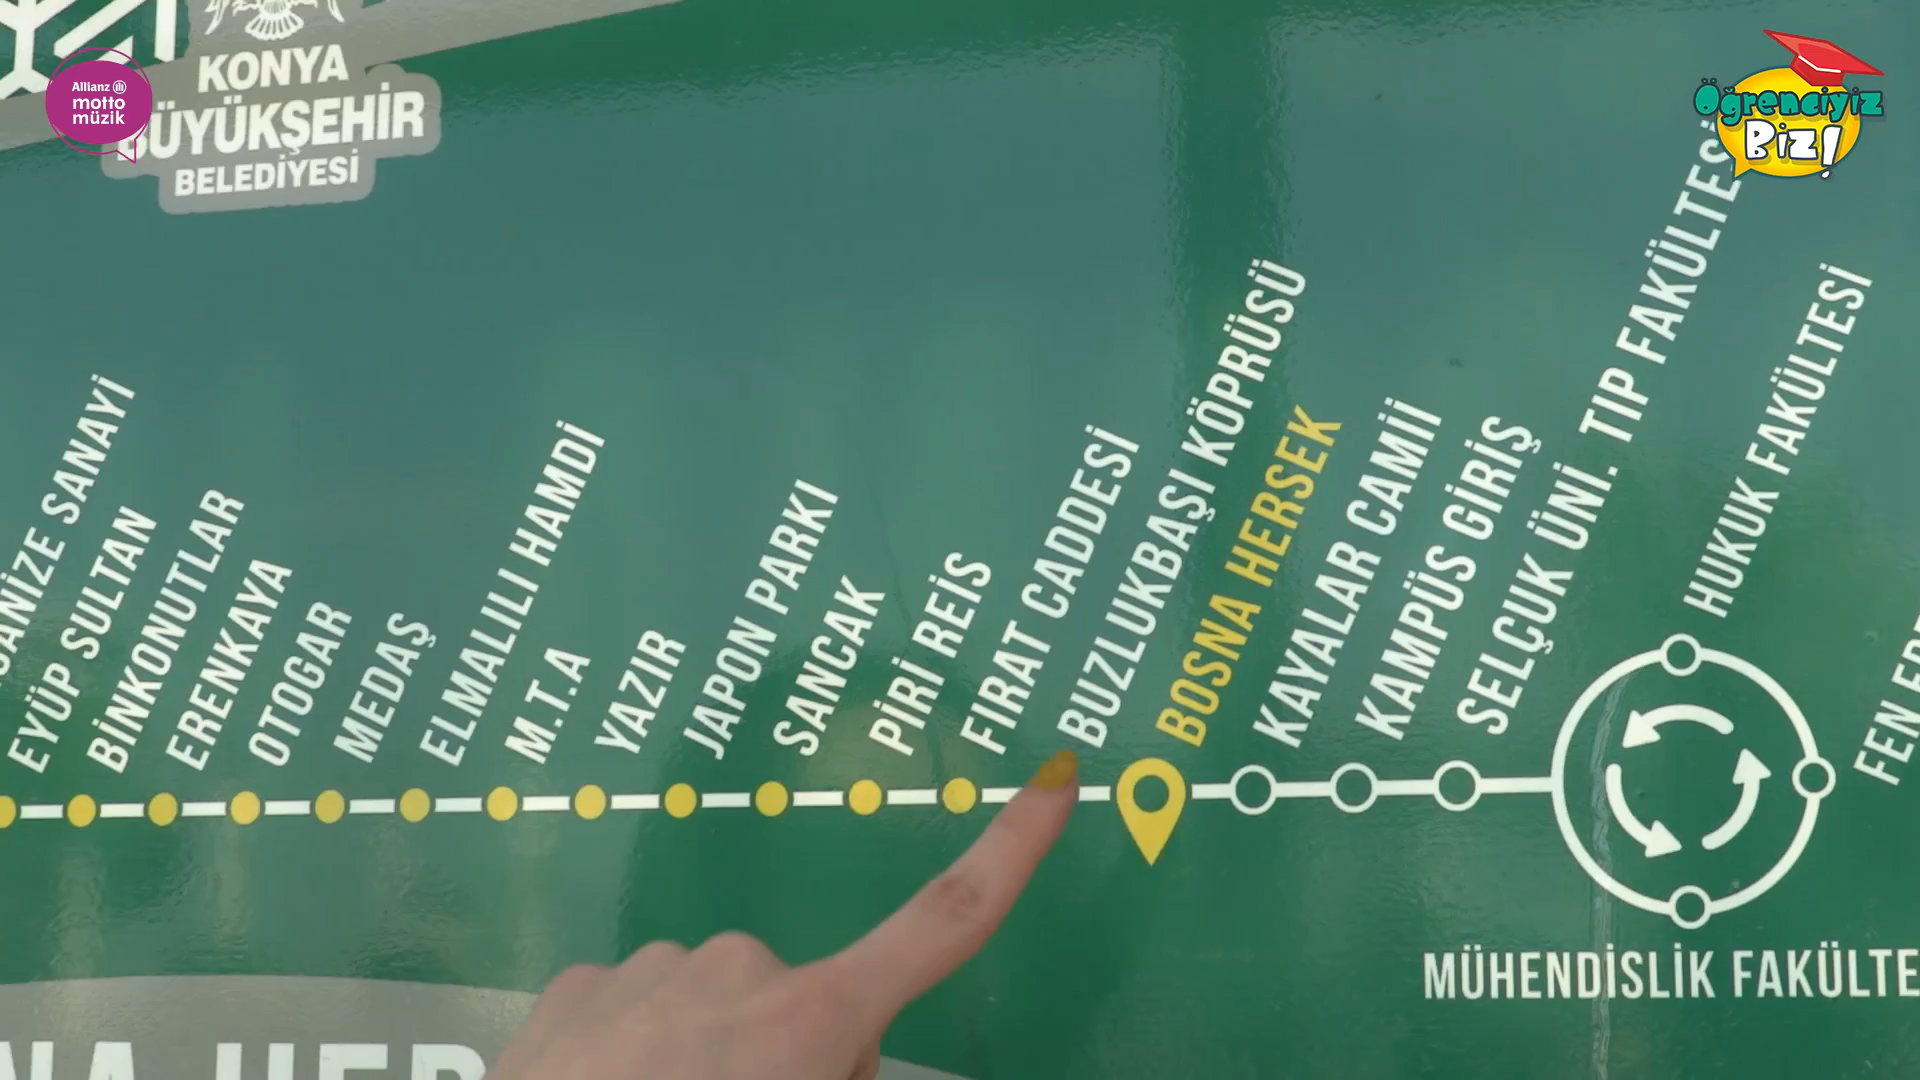 KONYA
BÜYÜKŞEHİR
BELEDİYESİ
Allianz
motto
müzik
Öğrenciyiz
Biz!
EYÜP SULTAN
BİNKONUTLAR
ERENKAYA
OTOGAR
MEDAŞ
ELMALILI HAMDİ
M.T.A
YAZIR
JAPON PARKI
SANCAK
PİRİ REİS
FIRAT CADDESİ
BUZLUKBAŞI KÖPRÜSÜ
BOSNA HERSEK
KAYALAR CAMİİ
KAMPÜS GİRİŞ
SELÇUK ÜNİ. TIP FAKÜLTESİ
HUKUK FAKÜLTESİ
FEN
MÜHENDİSLİK FAKÜLTE